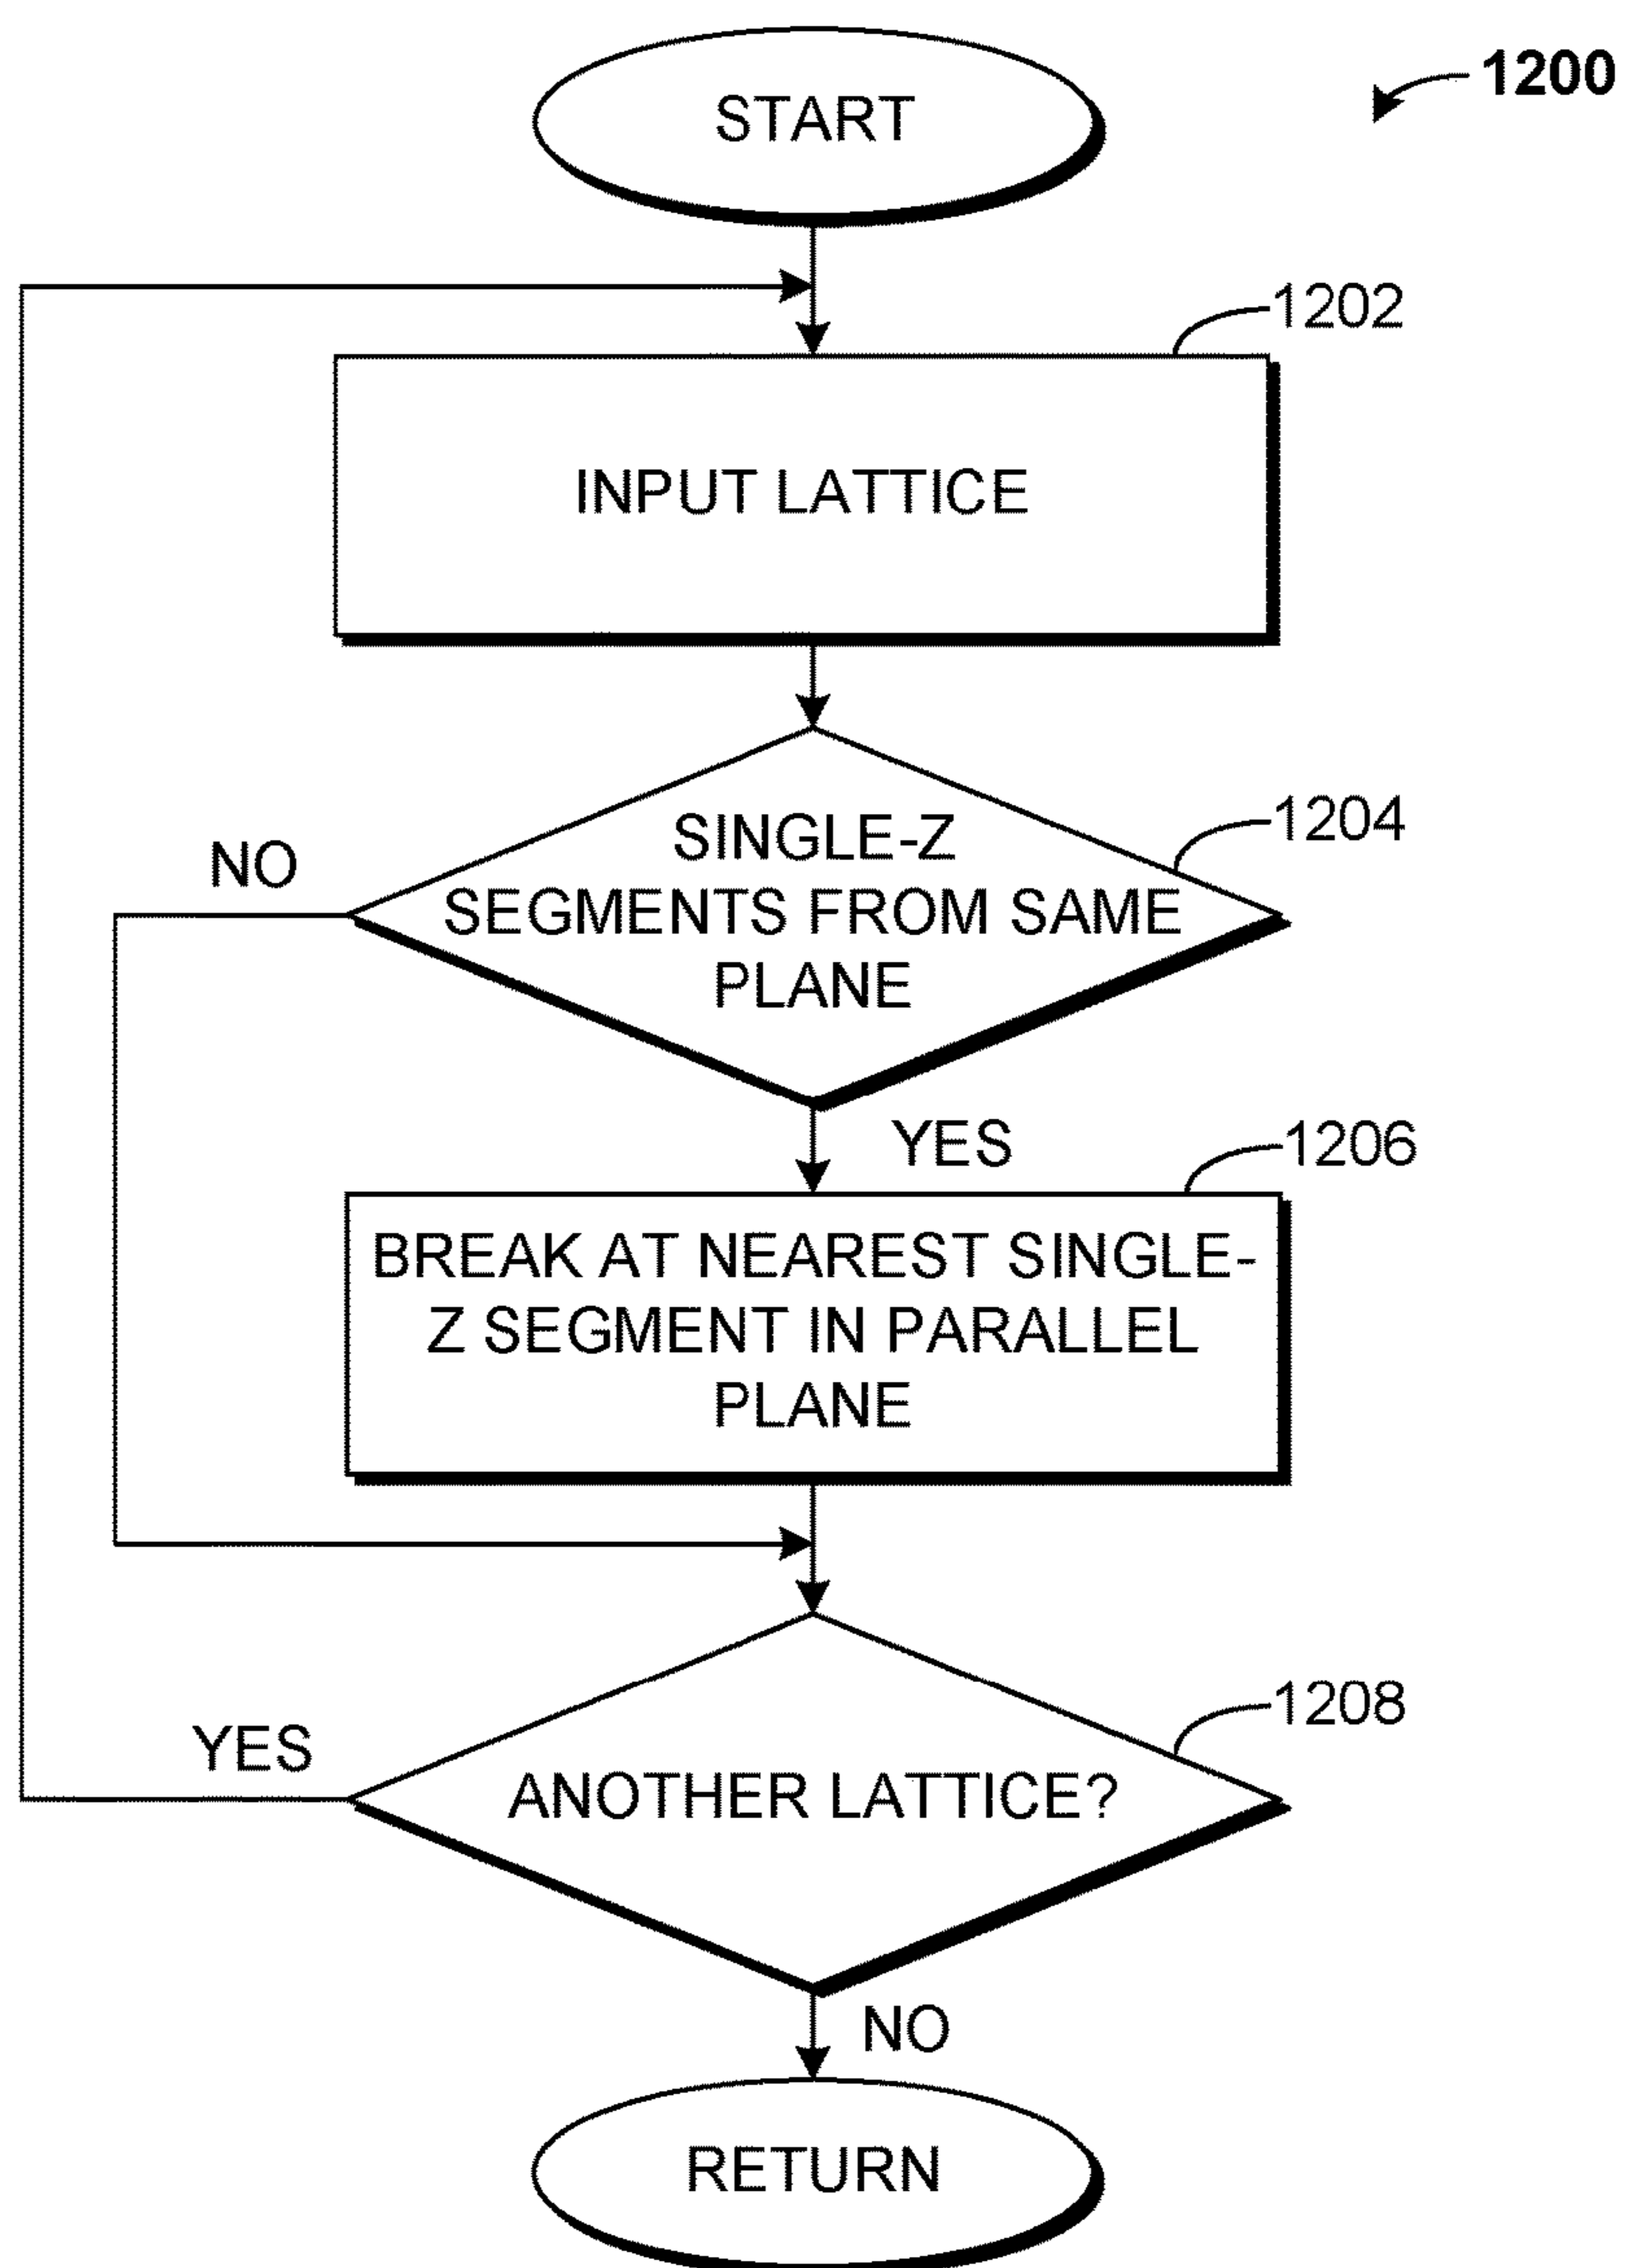 START
1200
1202
INPUT LATTICE
1204
NO
SINGLE-Z
SEGMENTS FROM SAME
PLANE
YES
1206
BREAK AT NEAREST SINGLE-
Z SEGMENT IN PARALLEL
PLANE
1208
YES
ANOTHER LATTICE?
NO
RETURN